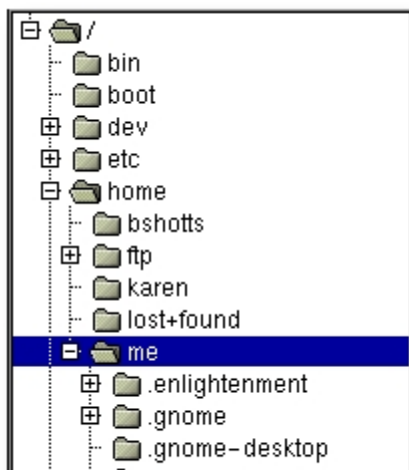 /
bin
boot
dev
etc
home
bshotts
ftp
karen
lost+found
me
.enlightenment
.gnome
.gnome-desktop